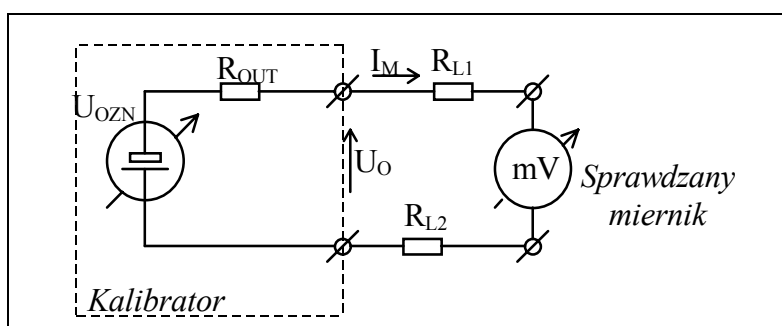 I_M R_L1
R_OUT
U_OZN
mV
U_O
Sprawdzany
miernik
R_L2
Kalibrator